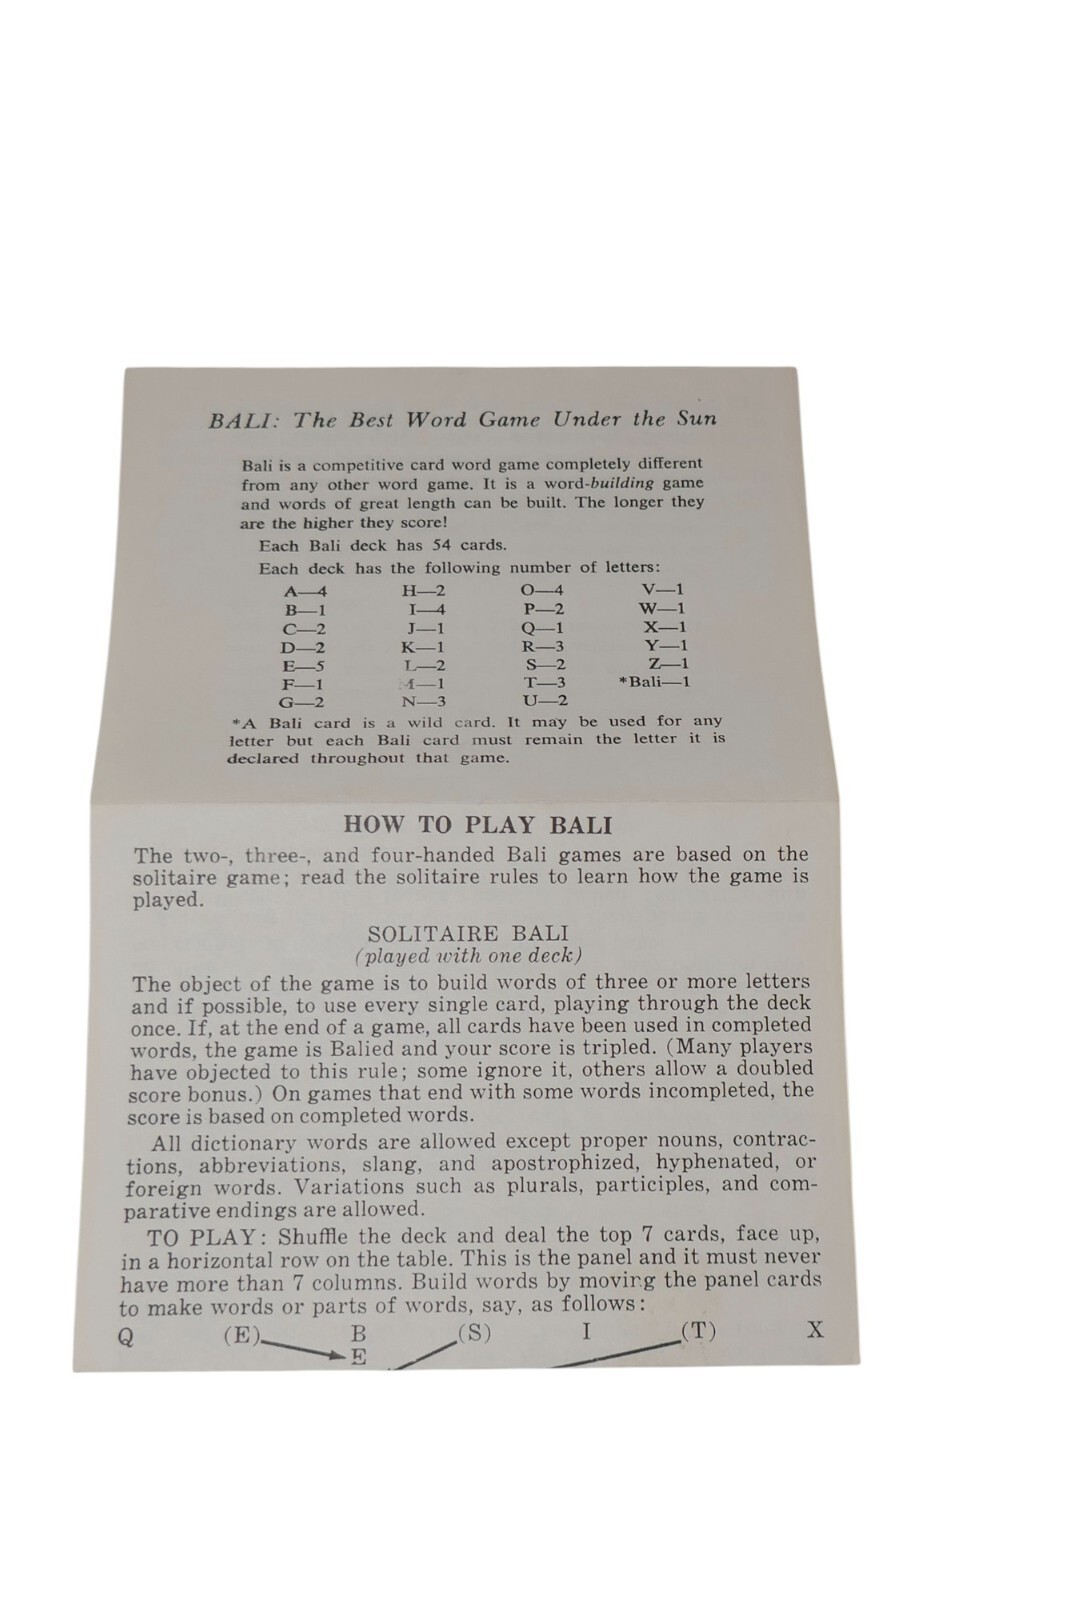 BALI: The Best Word Game Under the Sun
Bali is a competitive card word game completely different
from any other word game. It is a word-building game
and words of great length can be built. The longer they
are the higher they score!
Each Bali deck has 54 cards.
Each deck has the following number of letters:
A—4 H—2 O—4 V—1
B—1 I—4 P—2 W—1
C—2 J—1 Q—1 X—1
D—2 K—1 R—3 Y—1
E—5 L—2 S—2 Z—1
F—1 M—1 T—3 *Bali—1
G—2 N—3 U—2
*A Bali card is a wild card. It may be used for any
letter but each Bali card must remain the letter it is
declared throughout that game.
HOW TO PLAY BALI
The two-, three-, and four-handed Bali games are based on the
solitaire game; read the solitaire rules to learn how the game is
played.
SOLITAIRE BALI
(played with one deck)
The object of the game is to build words of three or more letters
and if possible, to use every single card, playing through the deck
once. If, at the end of a game, all cards have been used in completed
words, the game is Balied and your score is tripled. (Many players
have objected to this rule; some ignore it, others allow a doubled
score bonus.) On games that end with some words incompleted, the
score is based on completed words.
All dictionary words are allowed except proper nouns, contrac-
tions, abbreviations, slang, and apostrophized, hyphenated, or
foreign words. Variations such as plurals, participles, and com-
parative endings are allowed.
TO PLAY: Shuffle the deck and deal the top 7 cards, face up,
in a horizontal row on the table. This is the panel and it must never
have more than 7 columns. Build words by moving the panel cards
to make words or parts of words, say, as follows:
Q (E) B (S) I (T) X
E